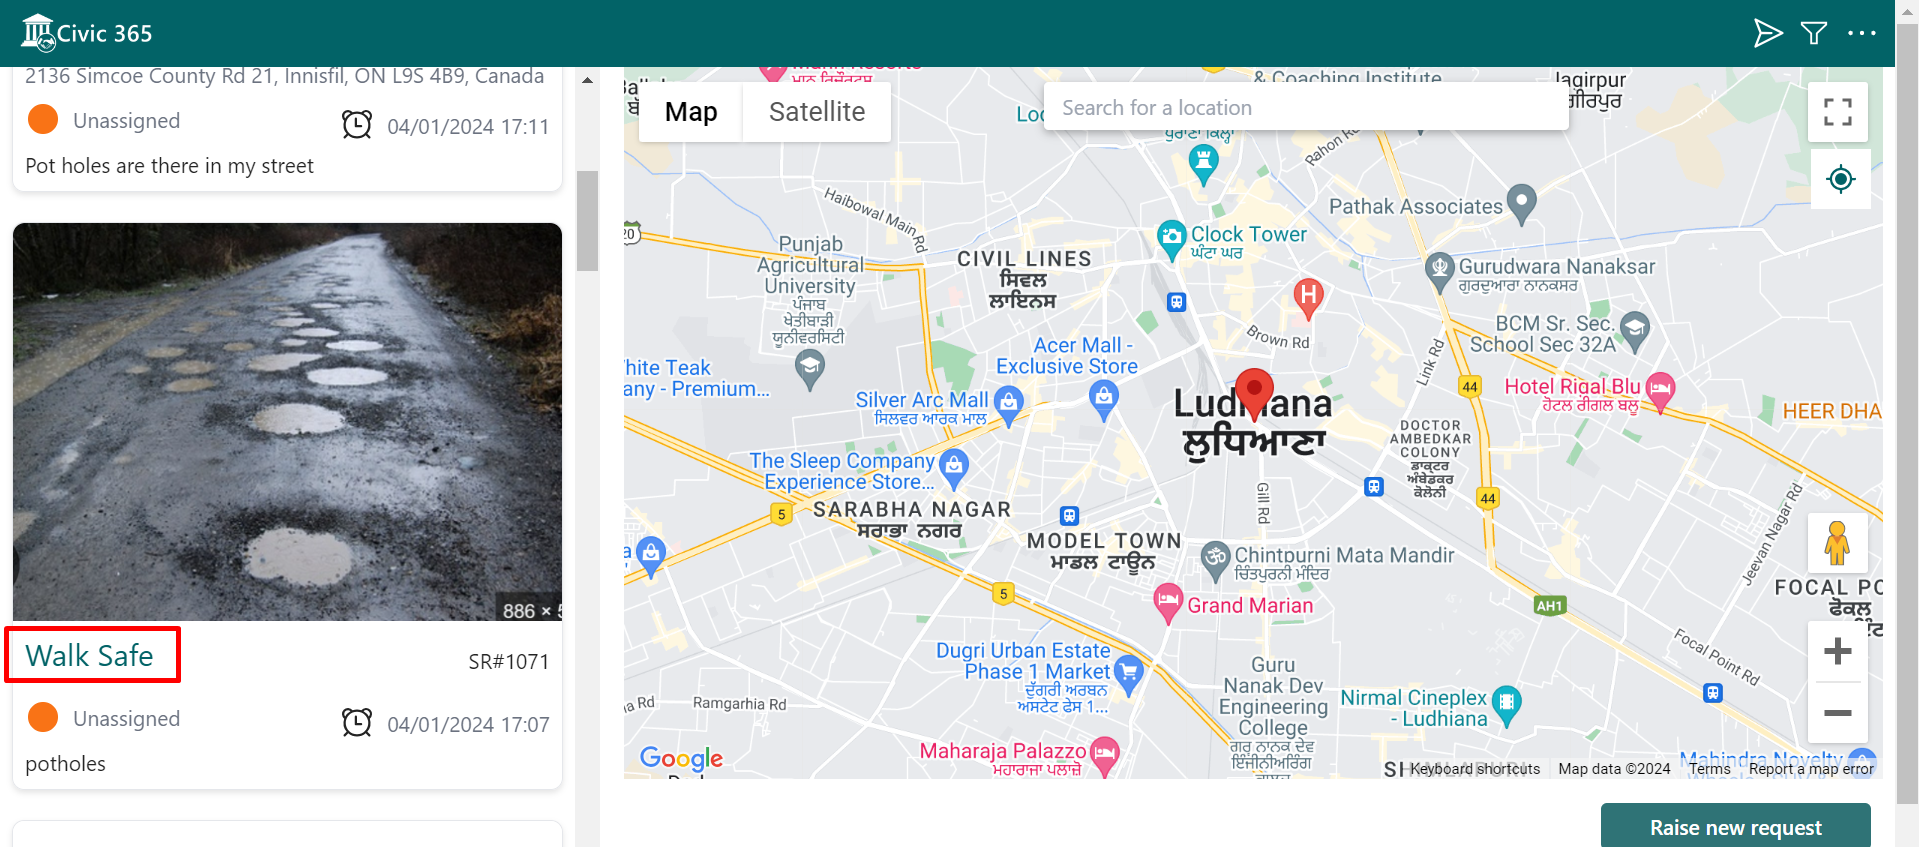 Civic 365
2136 Simcoe County Rd 21, Innisfil, ON L9S 4B9, Canada
Unassigned
04/01/2024 17:11
Pot holes are there in my street
886 ×
Walk Safe
SR#1071
Unassigned
04/01/2024 17:07
potholes
Map
Satellite
Search for a location
& Coaching Institute
Jagirpur
Rahon Rd
Haibowal Main Rd
Pathak Associates
Clock Tower
ਘੰਟਾ ਘਰ
Punjab
Agricultural
University
ਪੰਜਾਬ
ਖੇਤੀਬਾੜੀ
ਯੂਨੀਵਰਸਿਟੀ
CIVIL LINES
ਸਿਵਲ
ਲਾਇਨਸ
Gurudwara Nanaksar
ਗੁਰਦੁਆਰਾ ਨਾਨਕਸਰ
H
Brown Rd
BCM Sr. Sec.
School Sec 32A
Link Rd
Acer Mall -
Exclusive Store
White Teak
any - Premium...
Silver Arc Mall
ਸਿਲਵਰ ਆਰਕ ਮਾਲ
44
Hotel Rigal Blu
ਹੋਟਲ ਰੀਗਲ ਬਲੂ
HEER DHA
Ludhiana
ਲੁਧਿਆਣਾ
DOCTOR
AMBEDKAR
COLONY
ਡਾਕਟਰ
ਅੰਬੇਡਕਰ
ਕੋਲੋਨੀ
The Sleep Company
Experience Store...
Gill Rd
44
5
SARABHA NAGAR
ਸਰਾਭਾ ਨਗਰ
MODEL TOWN
ਮਾਡਲ ਟਾਊਨ
Jeevan Nagar Rd
Chintpurni Mata Mandir
ਚਿੰਤਪੁਰਨੀ ਮੰਦਿਰ
5
Grand Marian
AH1
FOCAL PO
ਫੋਕਲ
Focal Point Rd
Dugri Urban Estate
Phase 1 Market
ਦੁੱਗਰੀ ਅਰਬਨ
ਅਸਟੇਟ ਫੇਸ 1...
Guru
Nanak Dev
Engineering
College
ਗੁਰੂ ਨਾਨਕ ਦੇਵ
ਇੰਜੀਨੀਅਰਿੰਗ
Nirmal Cineplex
- Ludhiana
Ramgarhia Rd
Maharaja Palazzo
ਮਹਾਰਾਜਾ ਪਲਾਜ਼ੋ
Google
Mahindra Novelty
Keyboard shortcuts
Map data ©2024
Terms
Report a map error
Raise new request